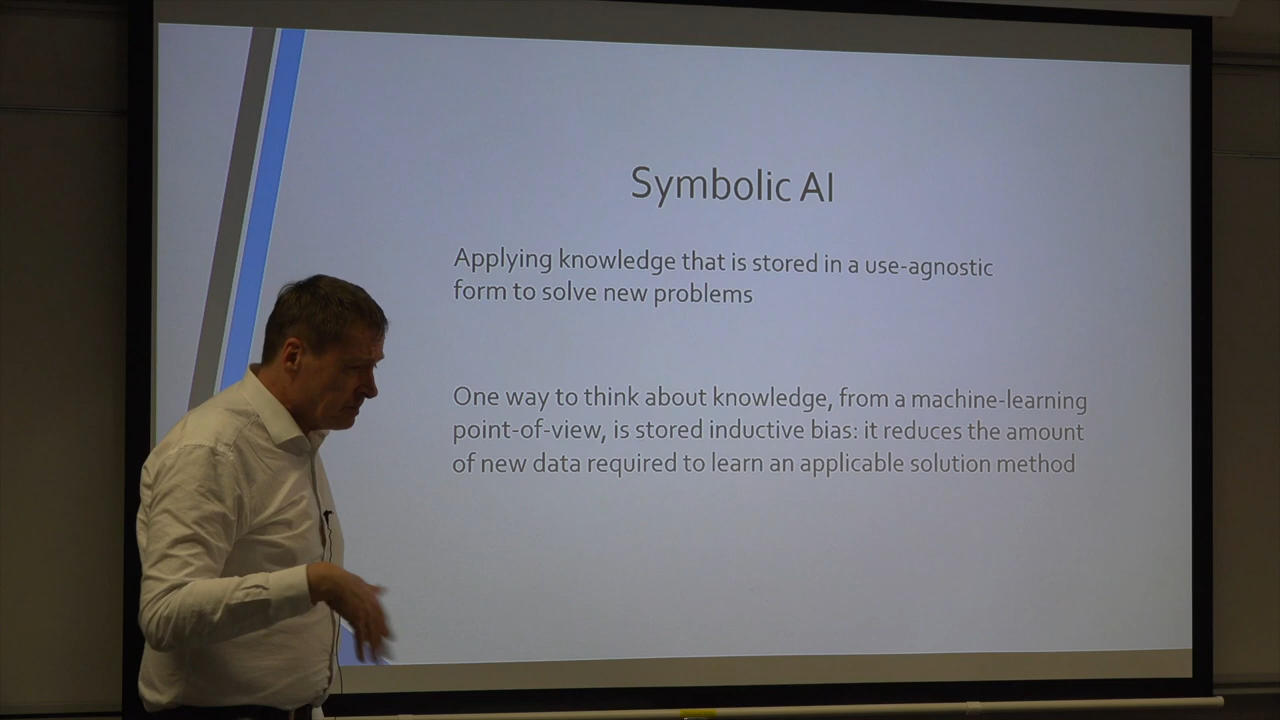 Symbolic AI
Applying knowledge that is stored in a use-agnostic
form to solve new problems
One way to think about knowledge, from a machine-learning
point-of-view, is stored inductive bias: it reduces the amount
of new data required to learn an applicable solution method